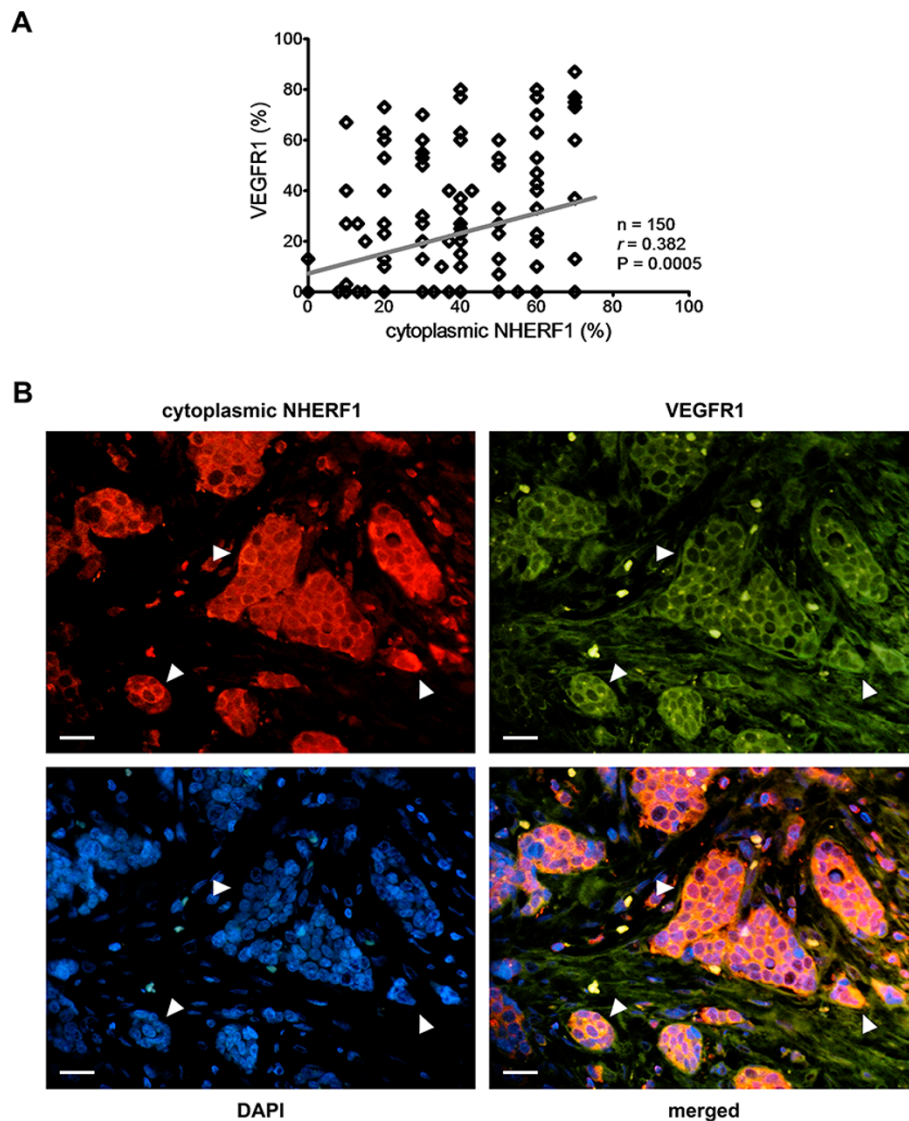 A
100
80
60
40
20
0
VEGFR1 (%)
n = 150
r = 0.382
P = 0.0005
0 20 40 60 80 100
cytoplasmic NHERF1 (%)
B
cytoplasmic NHERF1 VEGFR1
DAPI merged